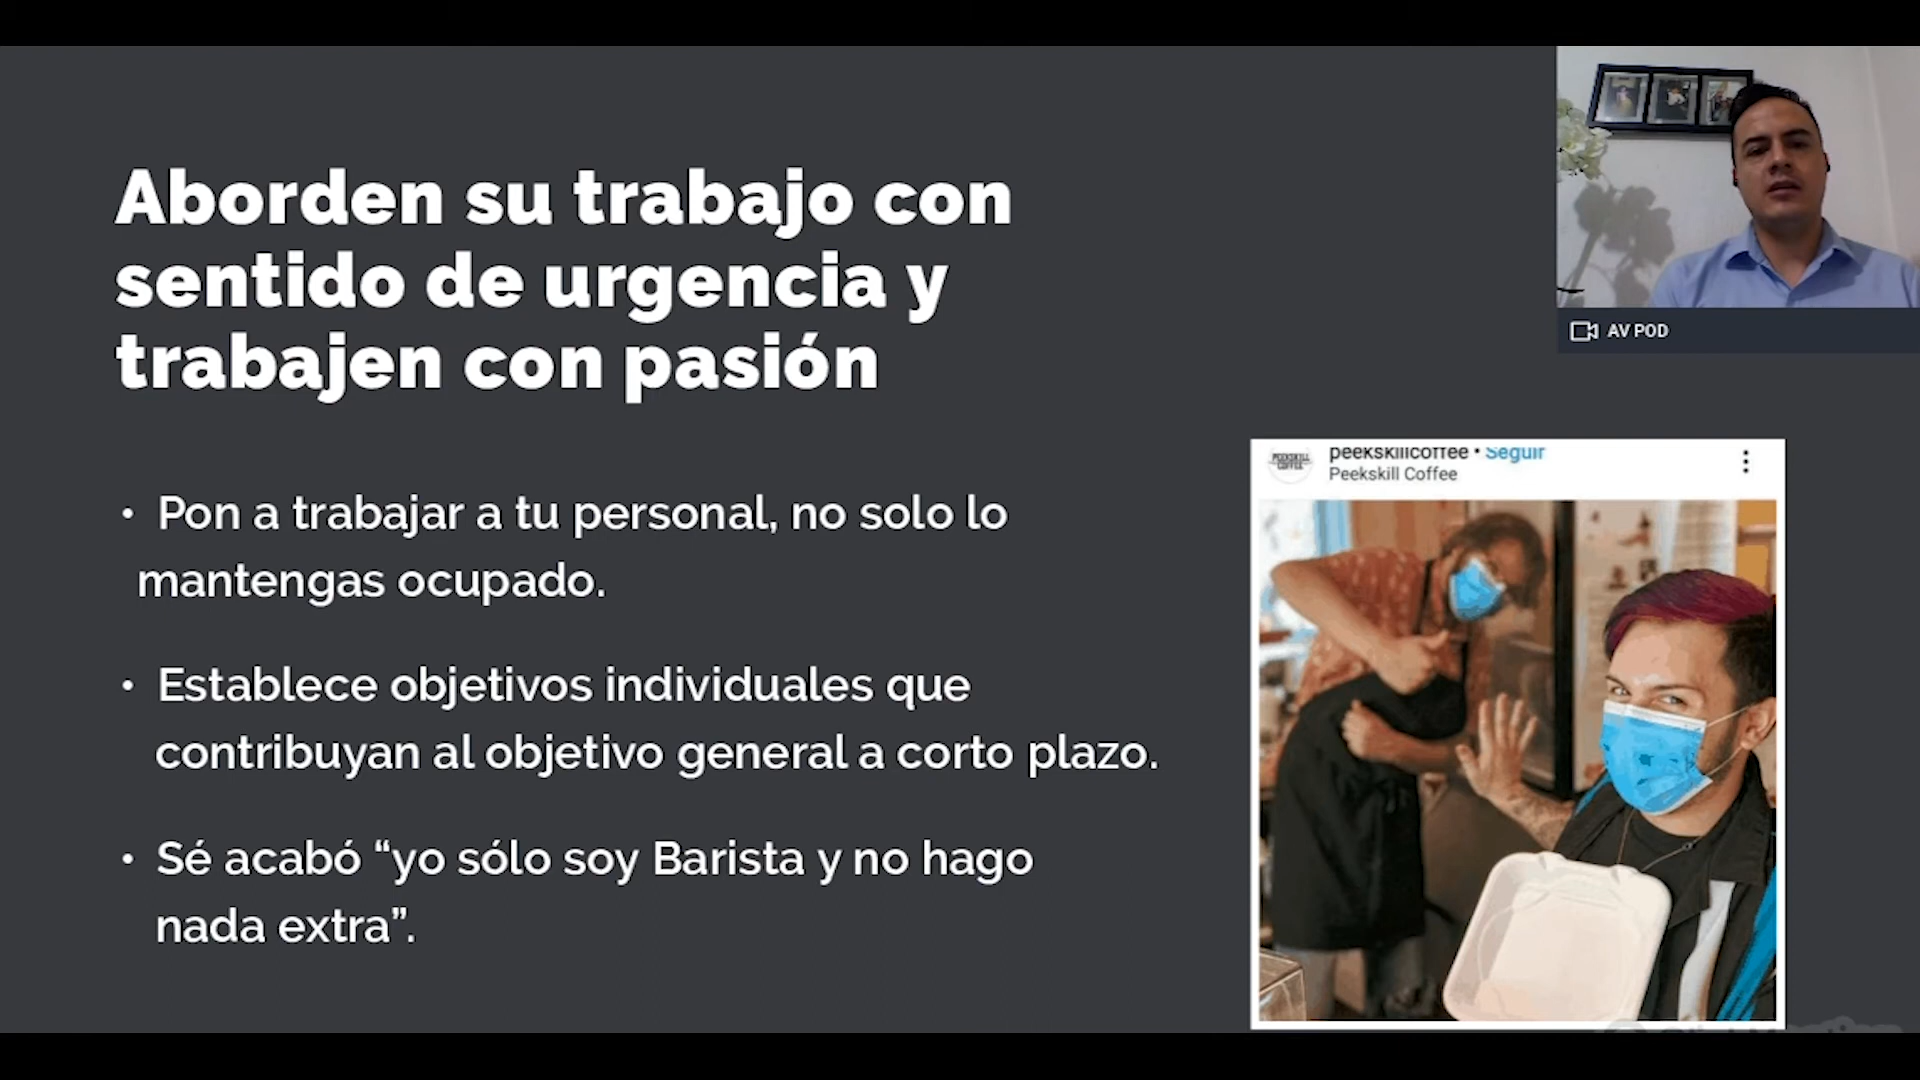 Aborden su trabajo con
sentido de urgencia y
trabajen con pasión
• Pon a trabajar a tu personal, no solo lo
mantengas ocupado.
• Establece objetivos individuales que
contribuyan al objetivo general a corto plazo.
• Sé acabó “yo sólo soy Barista y no hago
nada extra”.
AV POD
peekskillcoffee • Seguir
Peekskill Coffee
PEEKSKILL
COFFEE